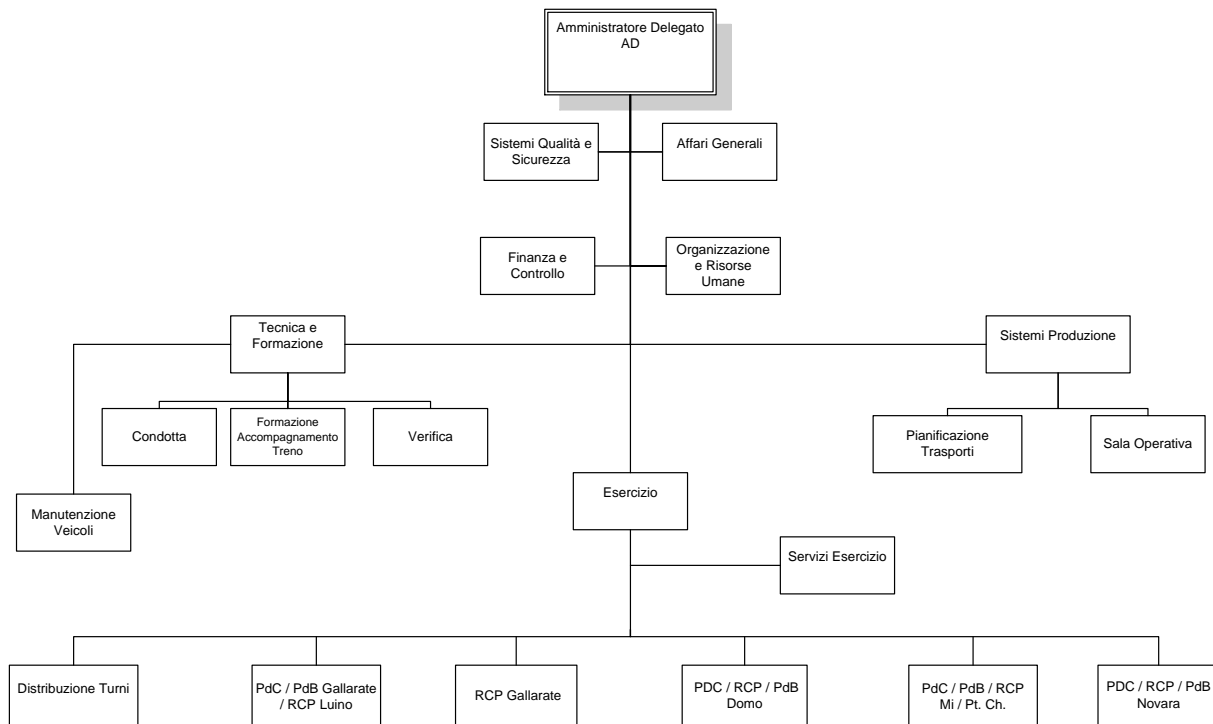 Amministratore Delegato
AD
Sistemi Qualità e
Sicurezza
Affari Generali
Finanza e
Controllo
Organizzazione
e Risorse
Umane
Tecnica e
Formazione
Sistemi Produzione
Condotta
Formazione
Accompagnamento
Treno
Verifica
Pianificazione
Trasporti
Sala Operativa
Manutenzione
Veicoli
Esercizio
Servizi Esercizio
Distribuzione Turni
PdC / PdB Gallarate
/ RCP Luino
RCP Gallarate
PDC / RCP / PdB
Domo
PdC / PdB / RCP
Mi / Pt. Ch.
PDC / RCP / PdB
Novara